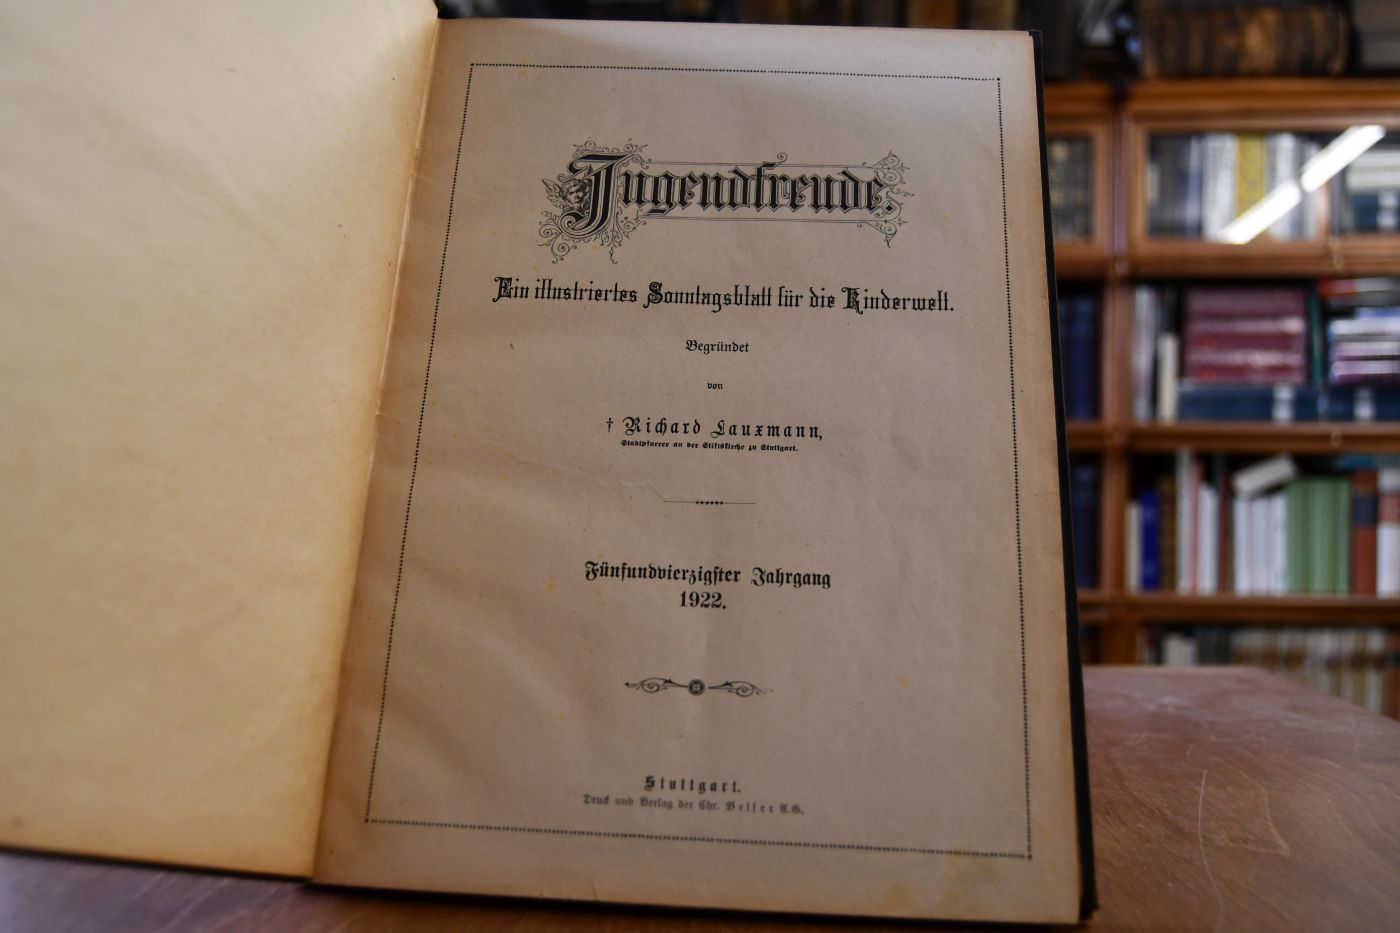 Jugendfreude.
Ein illustriertes Sonntagsblatt für die Kinderwelt.
Begründet
von
† Richard Lauxmann,
Stadtpfarrer an der Stiftskirche zu Stuttgart.
Fünfundvierzigster Jahrgang
1922.
Stuttgart.
Druck und Verlag der Chr. Belser A.G.